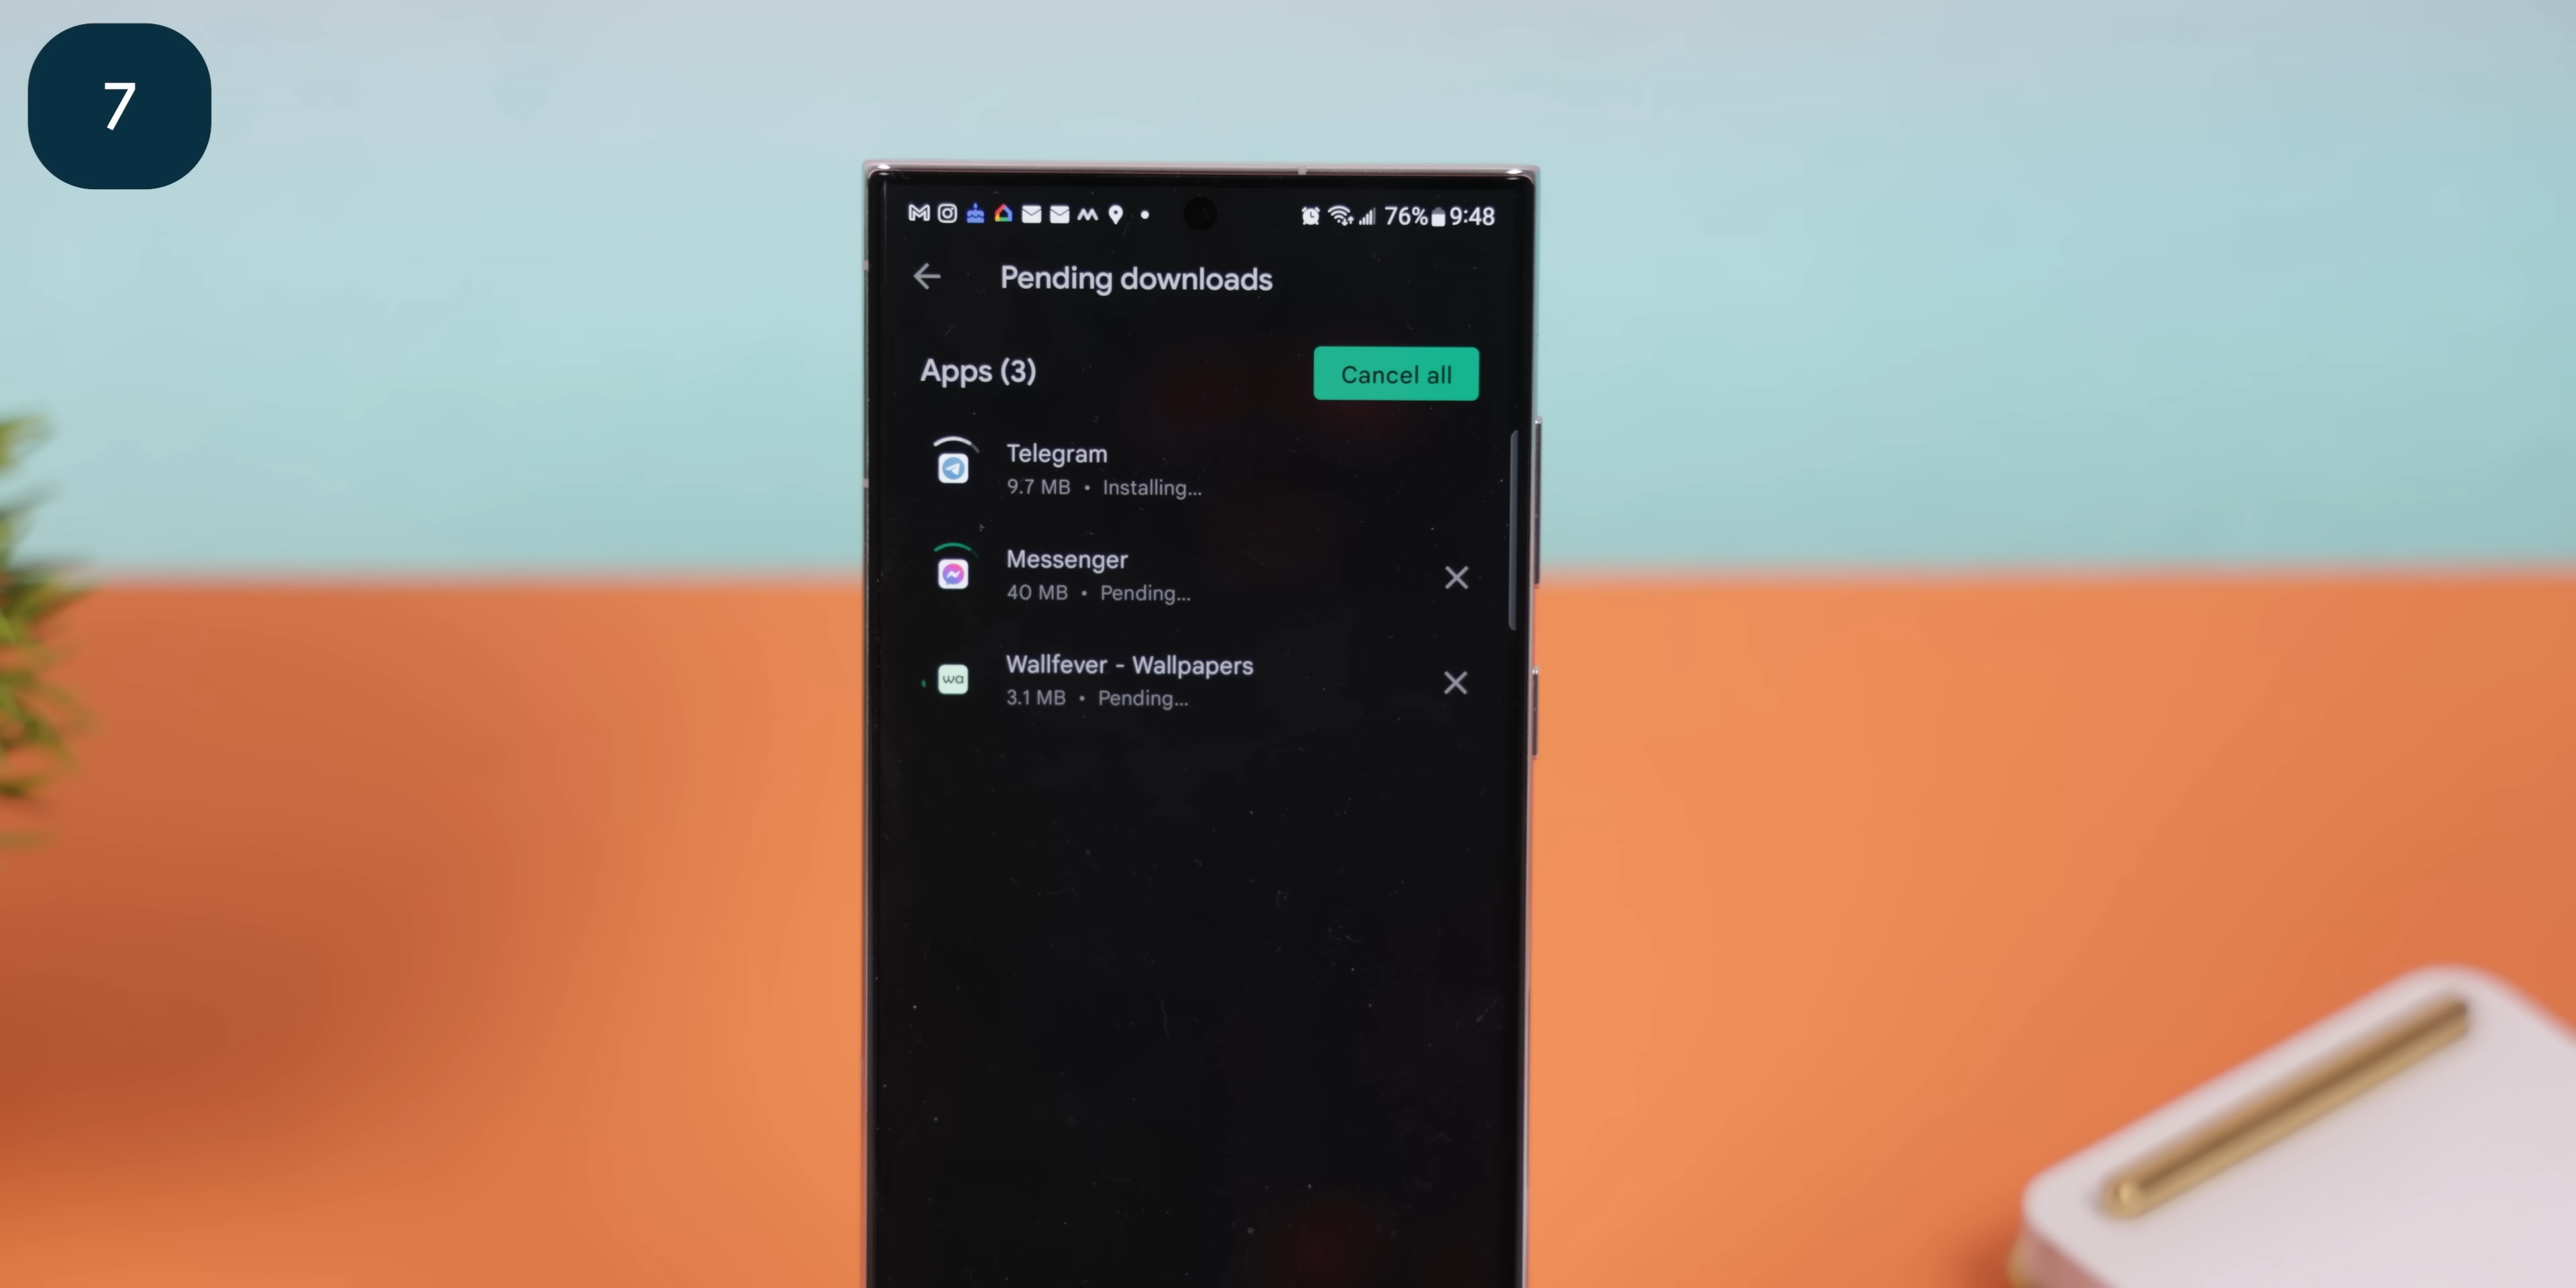 7
76% 9:48
Pending downloads
Apps (3)
Cancel all
Telegram
9.7 MB • Installing...
Messenger
40 MB • Pending...
wa
Wallfever - Wallpapers
3.1 MB • Pending...